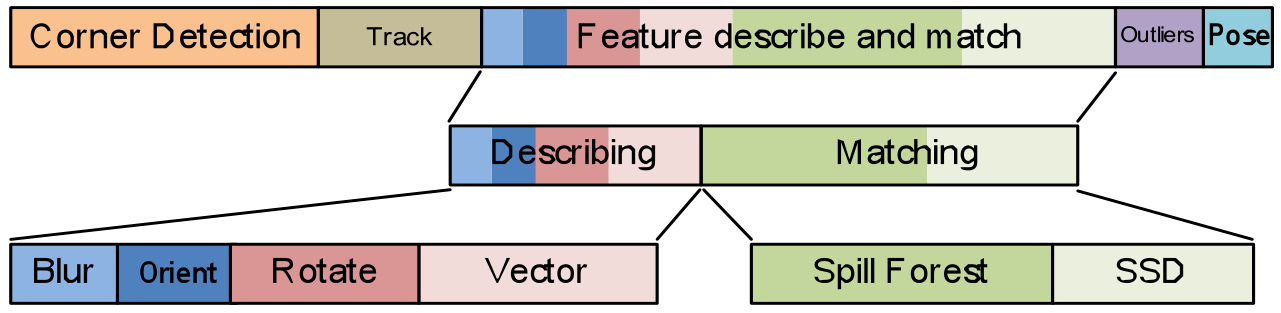 Corner Detection Track Feature describe and match Outliers Pose
Describing Matching
Blur Orient Rotate Vector Spill Forest SSD